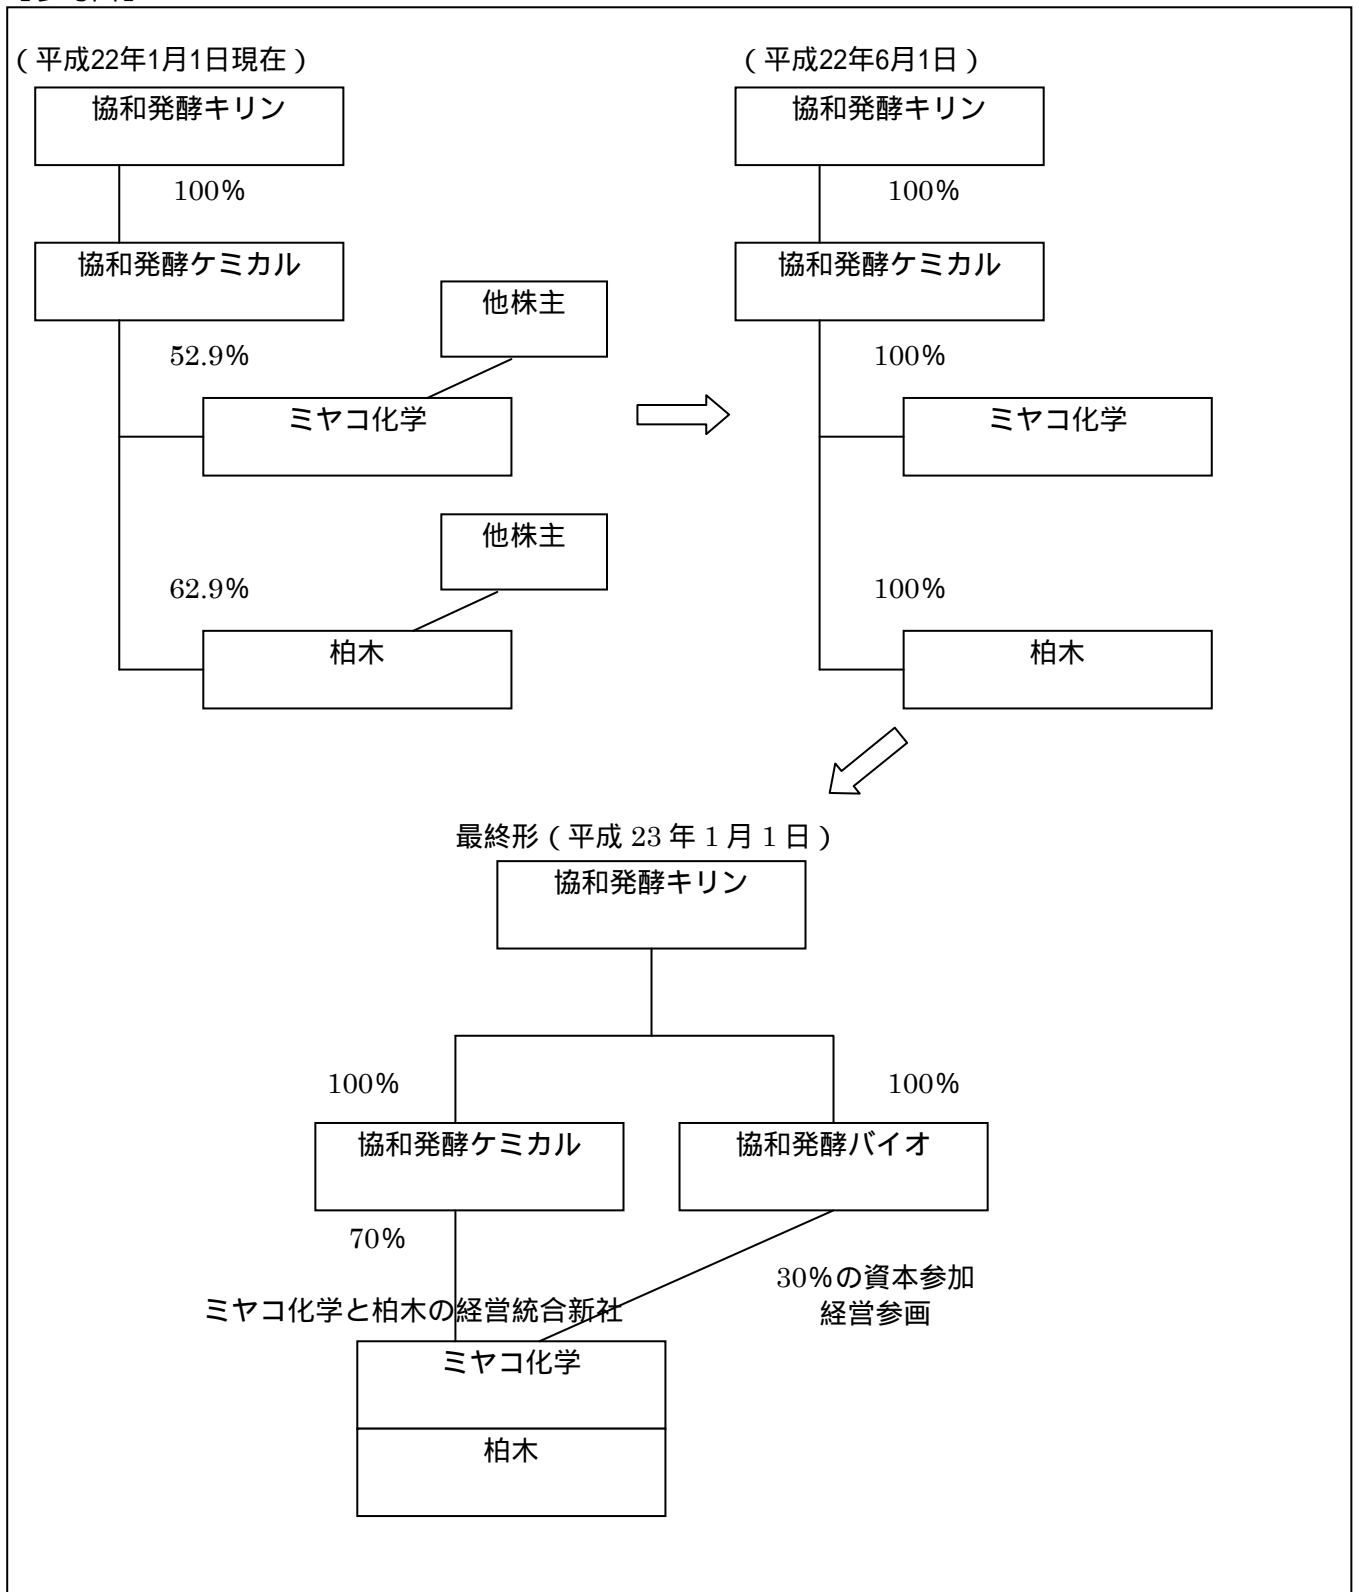 （平成22年1月1日現在）
協和発酵キリン
100%
協和発酵ケミカル
他株主
52.9%
ミヤコ化学
他株主
62.9%
柏木
（平成22年6月1日）
協和発酵キリン
100%
協和発酵ケミカル
100%
ミヤコ化学
100%
柏木
最終形（平成 23 年 1 月 1 日）
協和発酵キリン
100%
100%
協和発酵ケミカル
協和発酵バイオ
70%
30%の資本参加
経営参画
ミヤコ化学と柏木の経営統合新社
ミヤコ化学
柏木